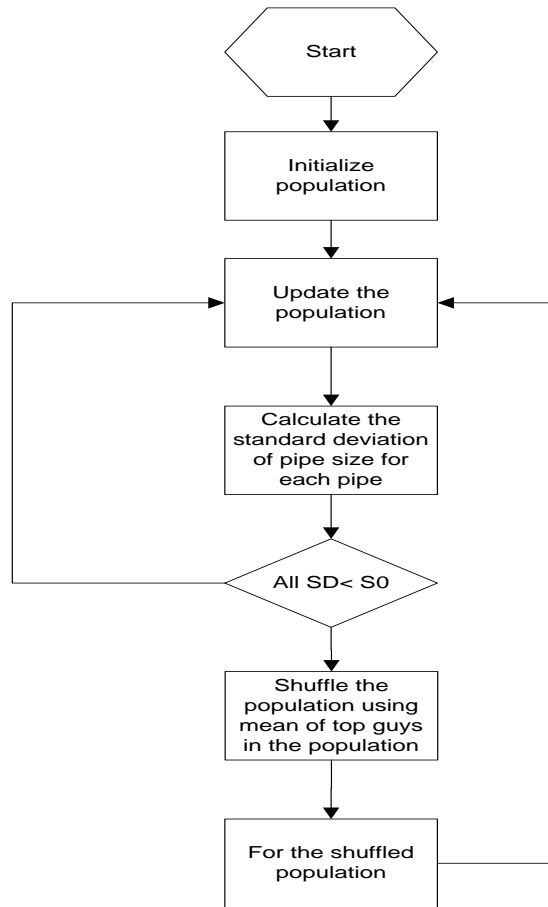 Start
Initialize
population
Update the
population
Calculate the
standard deviation
of pipe size for
each pipe
All SD< S0
Shuffle the
population using
mean of top guys
in the population
For the shuffled
population